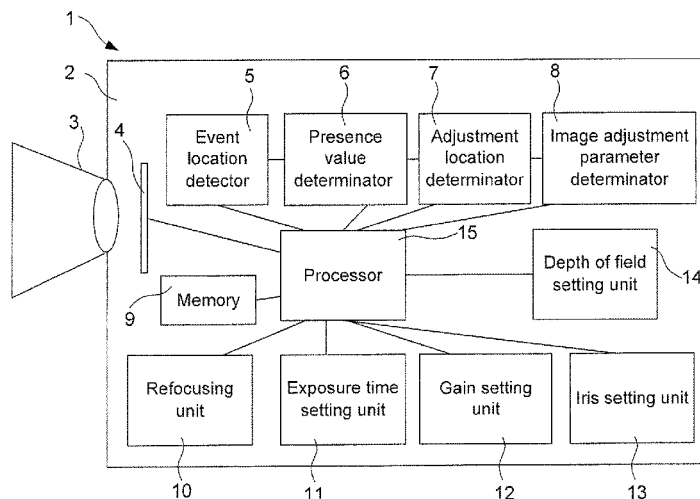 1
2
3
4
5
6
7
8
Event
location
detector
Presence
value
determinator
Adjustment
location
determinator
Image adjustment
parameter
determinator
15
Processor
Depth of field
setting unit
14
Memory
9
Refocusing
unit
Exposure time
setting unit
Gain setting
unit
Iris setting unit
10
11
12
13